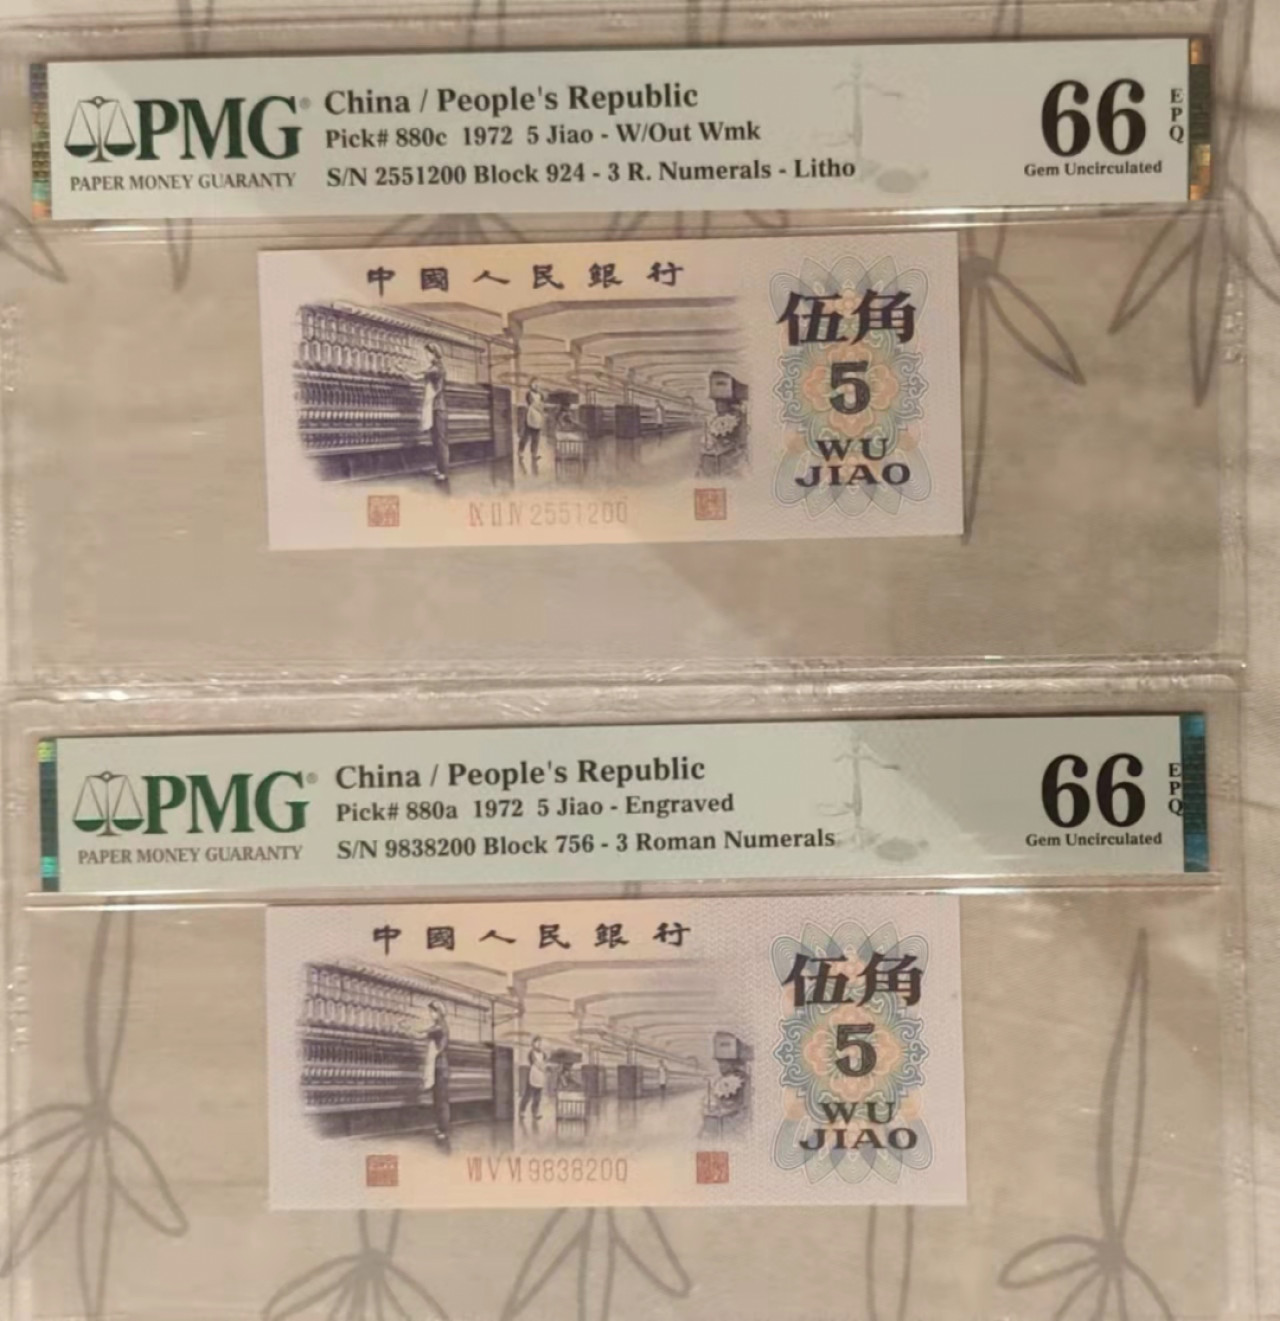 PMG®
PAPER MONEY GUARANTY
China / People's Republic
Pick# 880c 1972 5 Jiao - W/Out Wmk
S/N 2551200 Block 924 - 3 R. Numerals - Litho
66
EPQ
Gem Uncirculated
中國人民銀行
伍角
5
WU
JIAO
IX II IV 2551200
PMG®
PAPER MONEY GUARANTY
China / People's Republic
Pick# 880a 1972 5 Jiao - Engraved
S/N 9838200 Block 756 - 3 Roman Numerals
66
EPQ
Gem Uncirculated
中國人民銀行
伍角
5
WU
JIAO
VII V VI 9838200